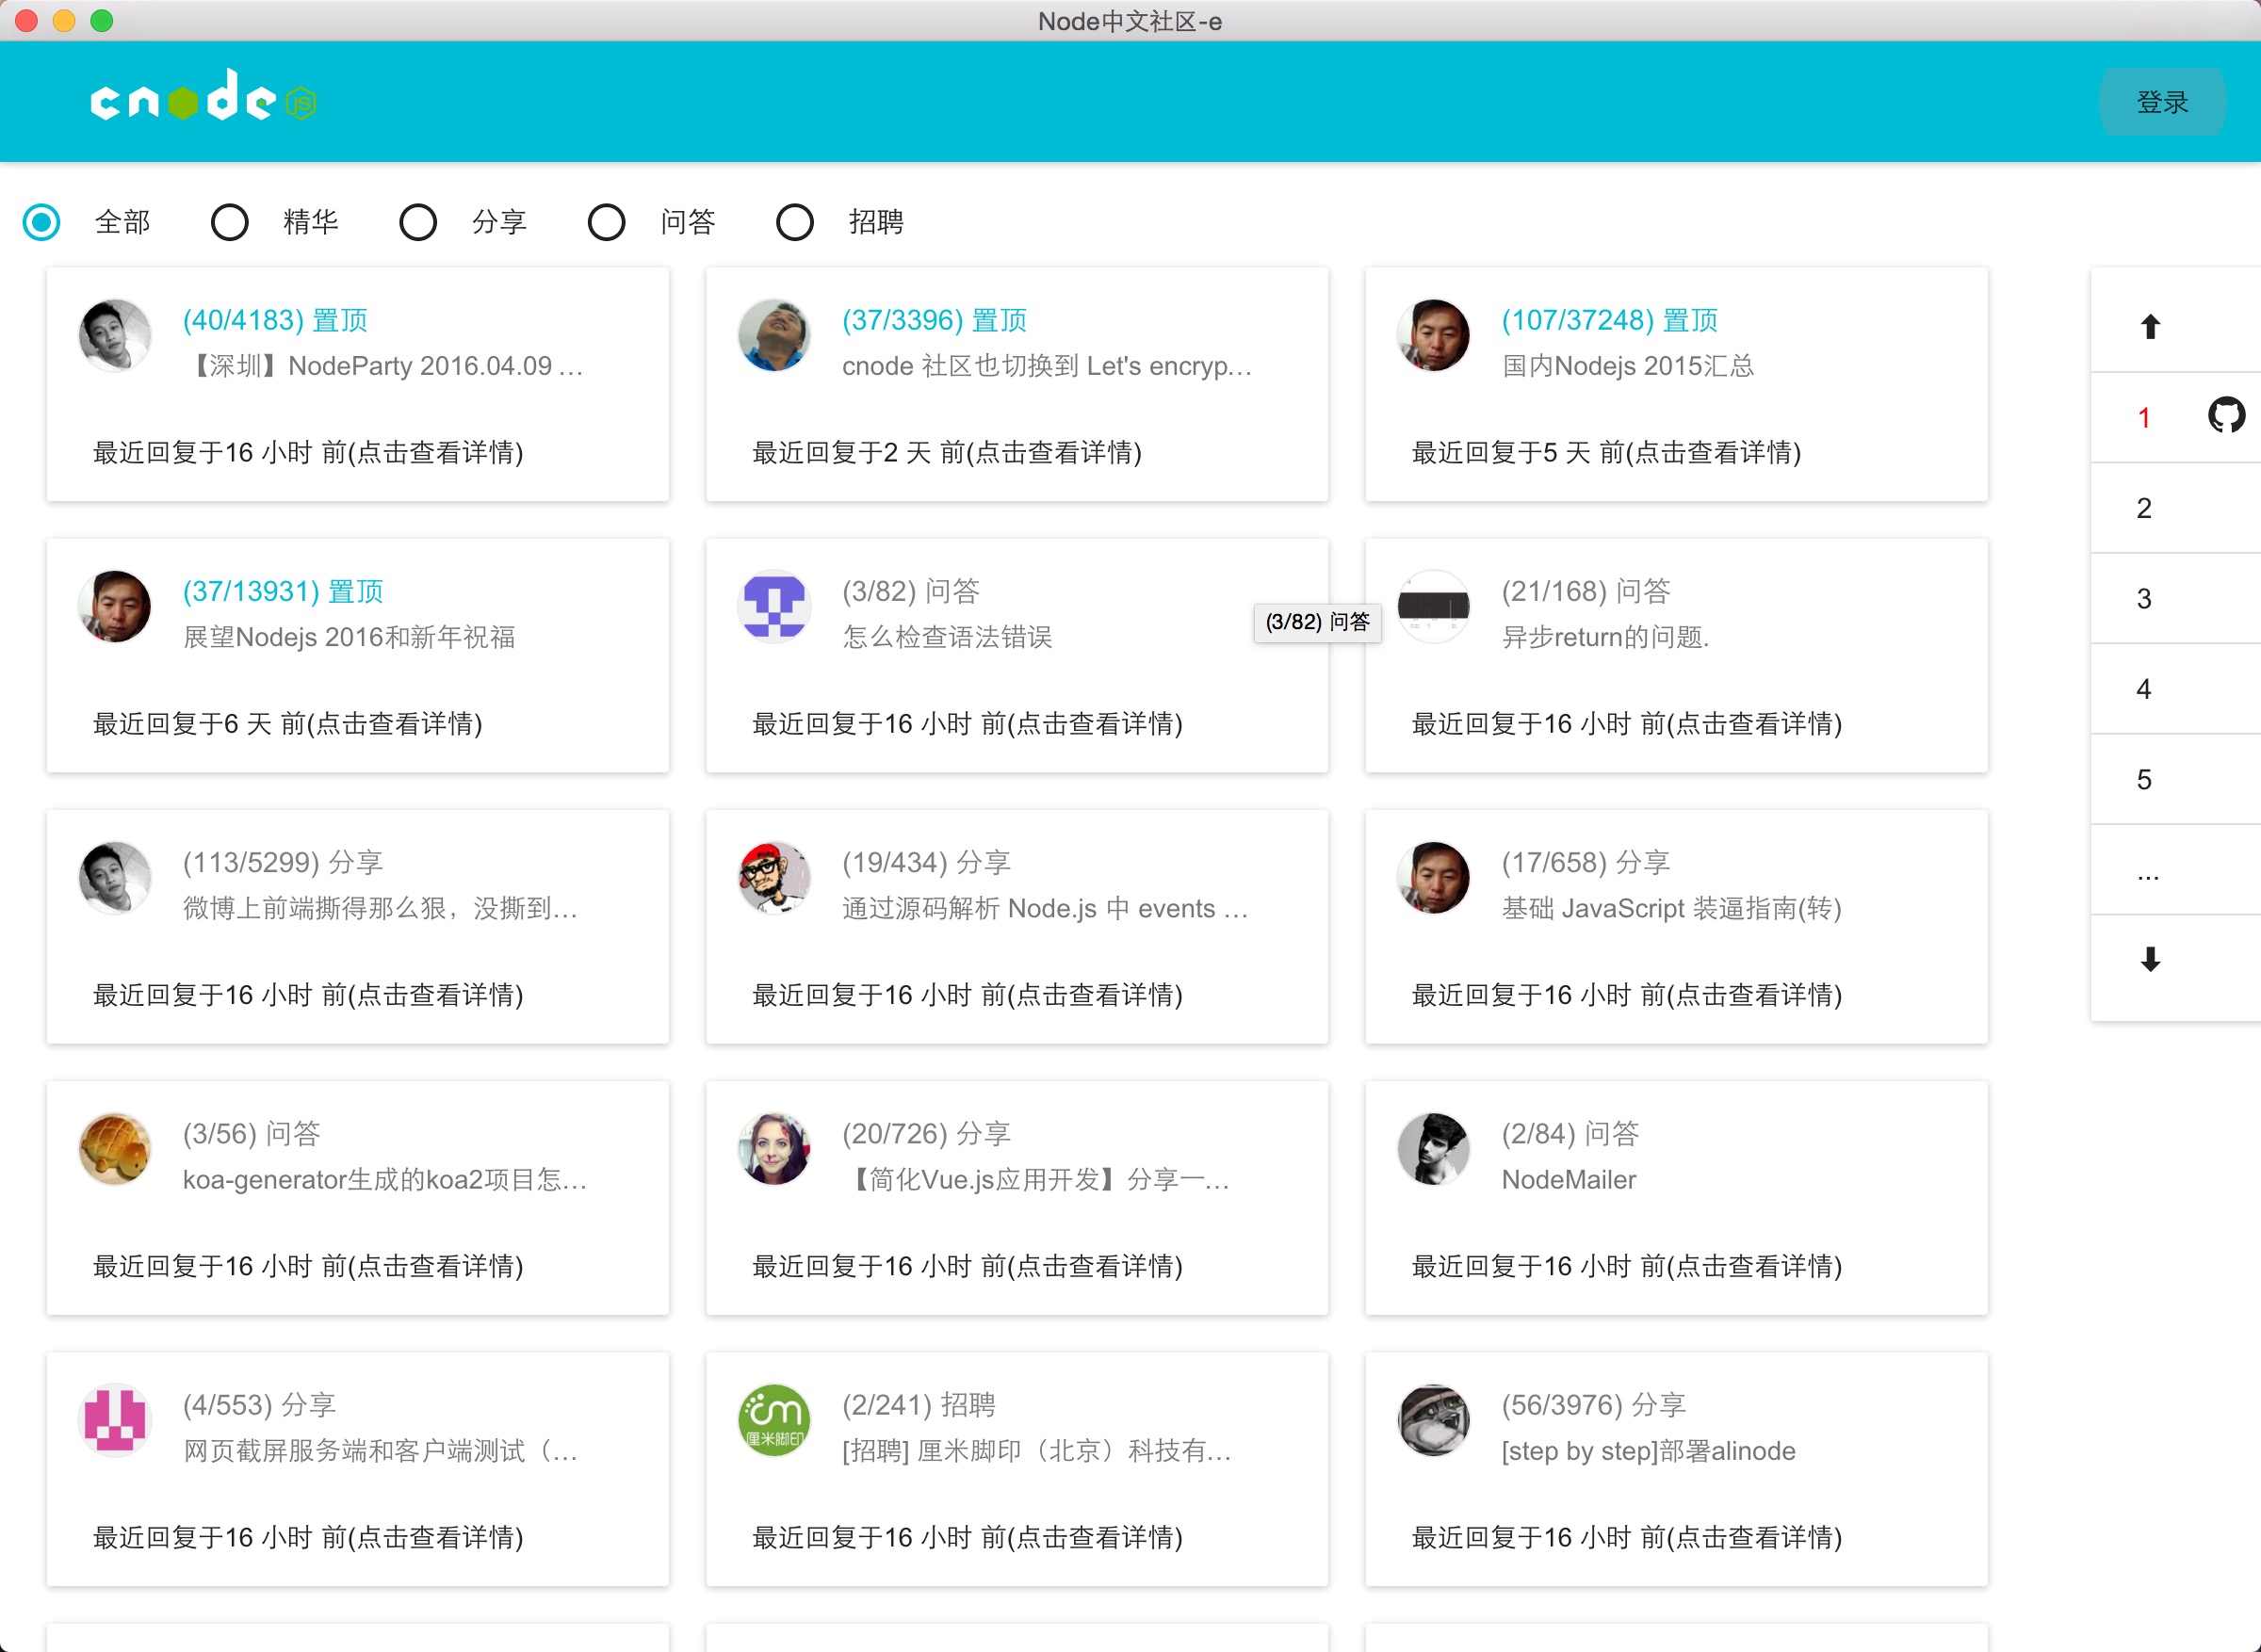 Node中文社区-e
cnode JS
登录
全部 精华 分享 问答 招聘
(40/4183) 置顶
【深圳】NodeParty 2016.04.09 ...
最近回复于16 小时 前(点击查看详情)
(37/3396) 置顶
cnode 社区也切换到 Let's encryp...
最近回复于2 天 前(点击查看详情)
(107/37248) 置顶
国内Nodejs 2015汇总
最近回复于5 天 前(点击查看详情)
(37/13931) 置顶
展望Nodejs 2016和新年祝福
最近回复于6 天 前(点击查看详情)
(3/82) 问答
怎么检查语法错误
最近回复于16 小时 前(点击查看详情)
(3/82) 问答
(21/168) 问答
异步return的问题.
最近回复于16 小时 前(点击查看详情)
(113/5299) 分享
微博上前端撕得那么狠，没撕到...
最近回复于16 小时 前(点击查看详情)
(19/434) 分享
通过源码解析 Node.js 中 events ...
最近回复于16 小时 前(点击查看详情)
(17/658) 分享
基础 JavaScript 装逼指南(转)
最近回复于16 小时 前(点击查看详情)
(3/56) 问答
koa-generator生成的koa2项目怎...
最近回复于16 小时 前(点击查看详情)
(20/726) 分享
【简化Vue.js应用开发】分享一...
最近回复于16 小时 前(点击查看详情)
(2/84) 问答
NodeMailer
最近回复于16 小时 前(点击查看详情)
(4/553) 分享
网页截屏服务端和客户端测试（...
最近回复于16 小时 前(点击查看详情)
厘米脚印
(2/241) 招聘
[招聘] 厘米脚印（北京）科技有...
最近回复于16 小时 前(点击查看详情)
(56/3976) 分享
[step by step]部署alinode
最近回复于16 小时 前(点击查看详情)
1
2
3
4
5
...